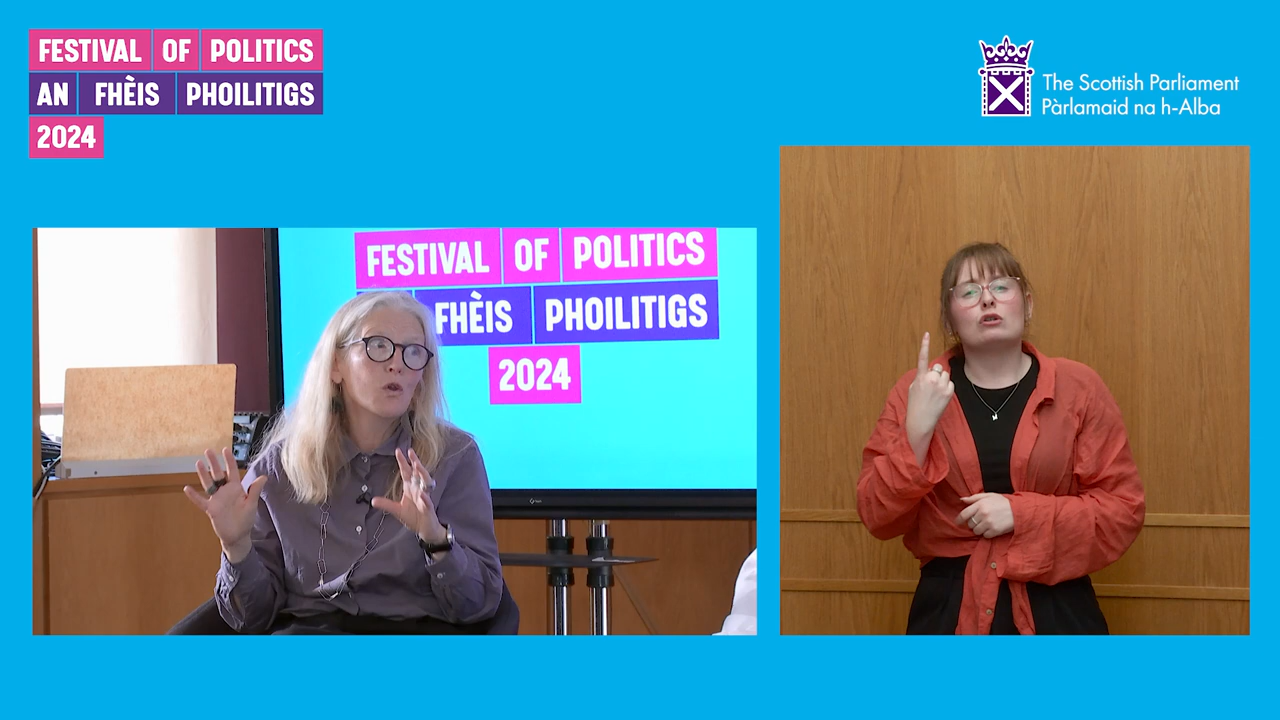 FESTIVAL OF POLITICS
AN FHÈIS PHOILITIGS
2024
The Scottish Parliament
Pàrlamaid na h-Alba
FESTIVAL OF POLITICS
FHÈIS PHOILITIGS
2024